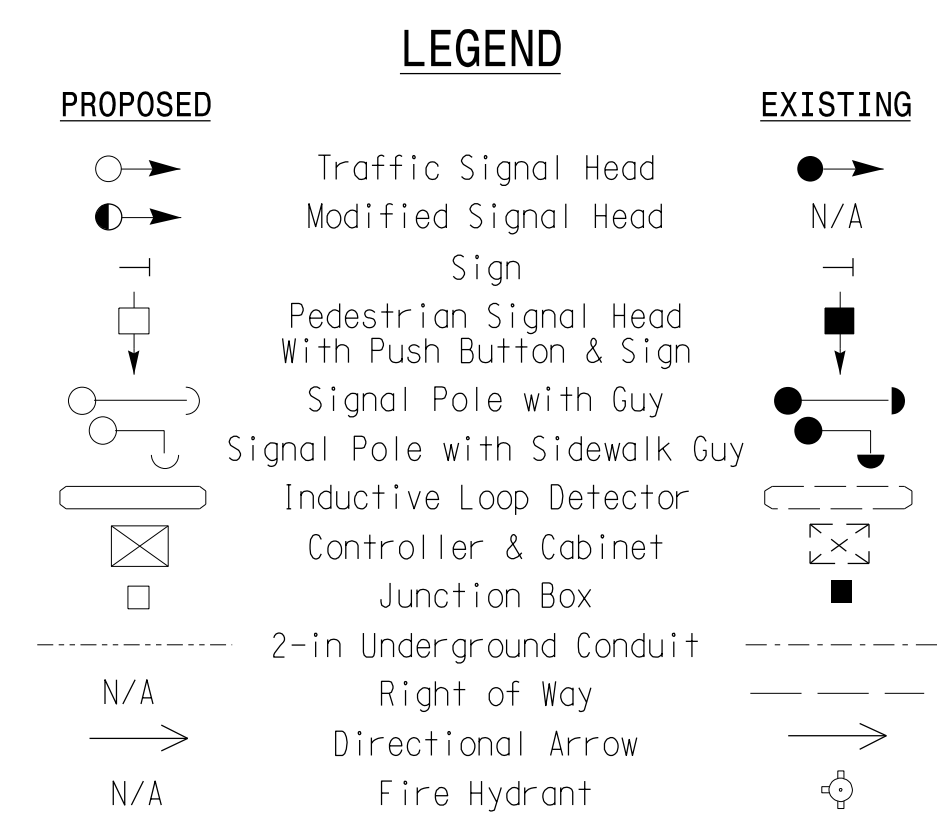 LEGEND
PROPOSED EXISTING
Traffic Signal Head
Modified Signal Head N/A
Sign
Pedestrian Signal Head
With Push Button & Sign
Signal Pole with Guy
Signal Pole with Sidewalk Guy
Inductive Loop Detector
Controller & Cabinet
Junction Box
2-in Underground Conduit
N/A Right of Way
Directional Arrow
N/A Fire Hydrant